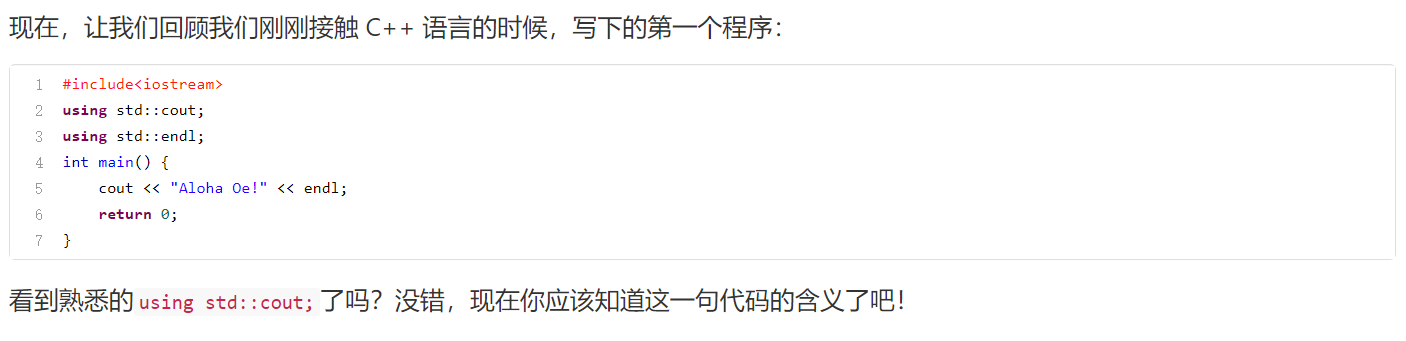 现在，让我们回顾我们刚刚接触 C++ 语言的时候，写下的第一个程序：
1 #include<iostream>
2 using std::cout;
3 using std::endl;
4 int main() {
5     cout << "Aloha Oe!" << endl;
6     return 0;
7 }
看到熟悉的 using std::cout; 了吗？没错，现在你应该知道这一句代码的含义了吧！